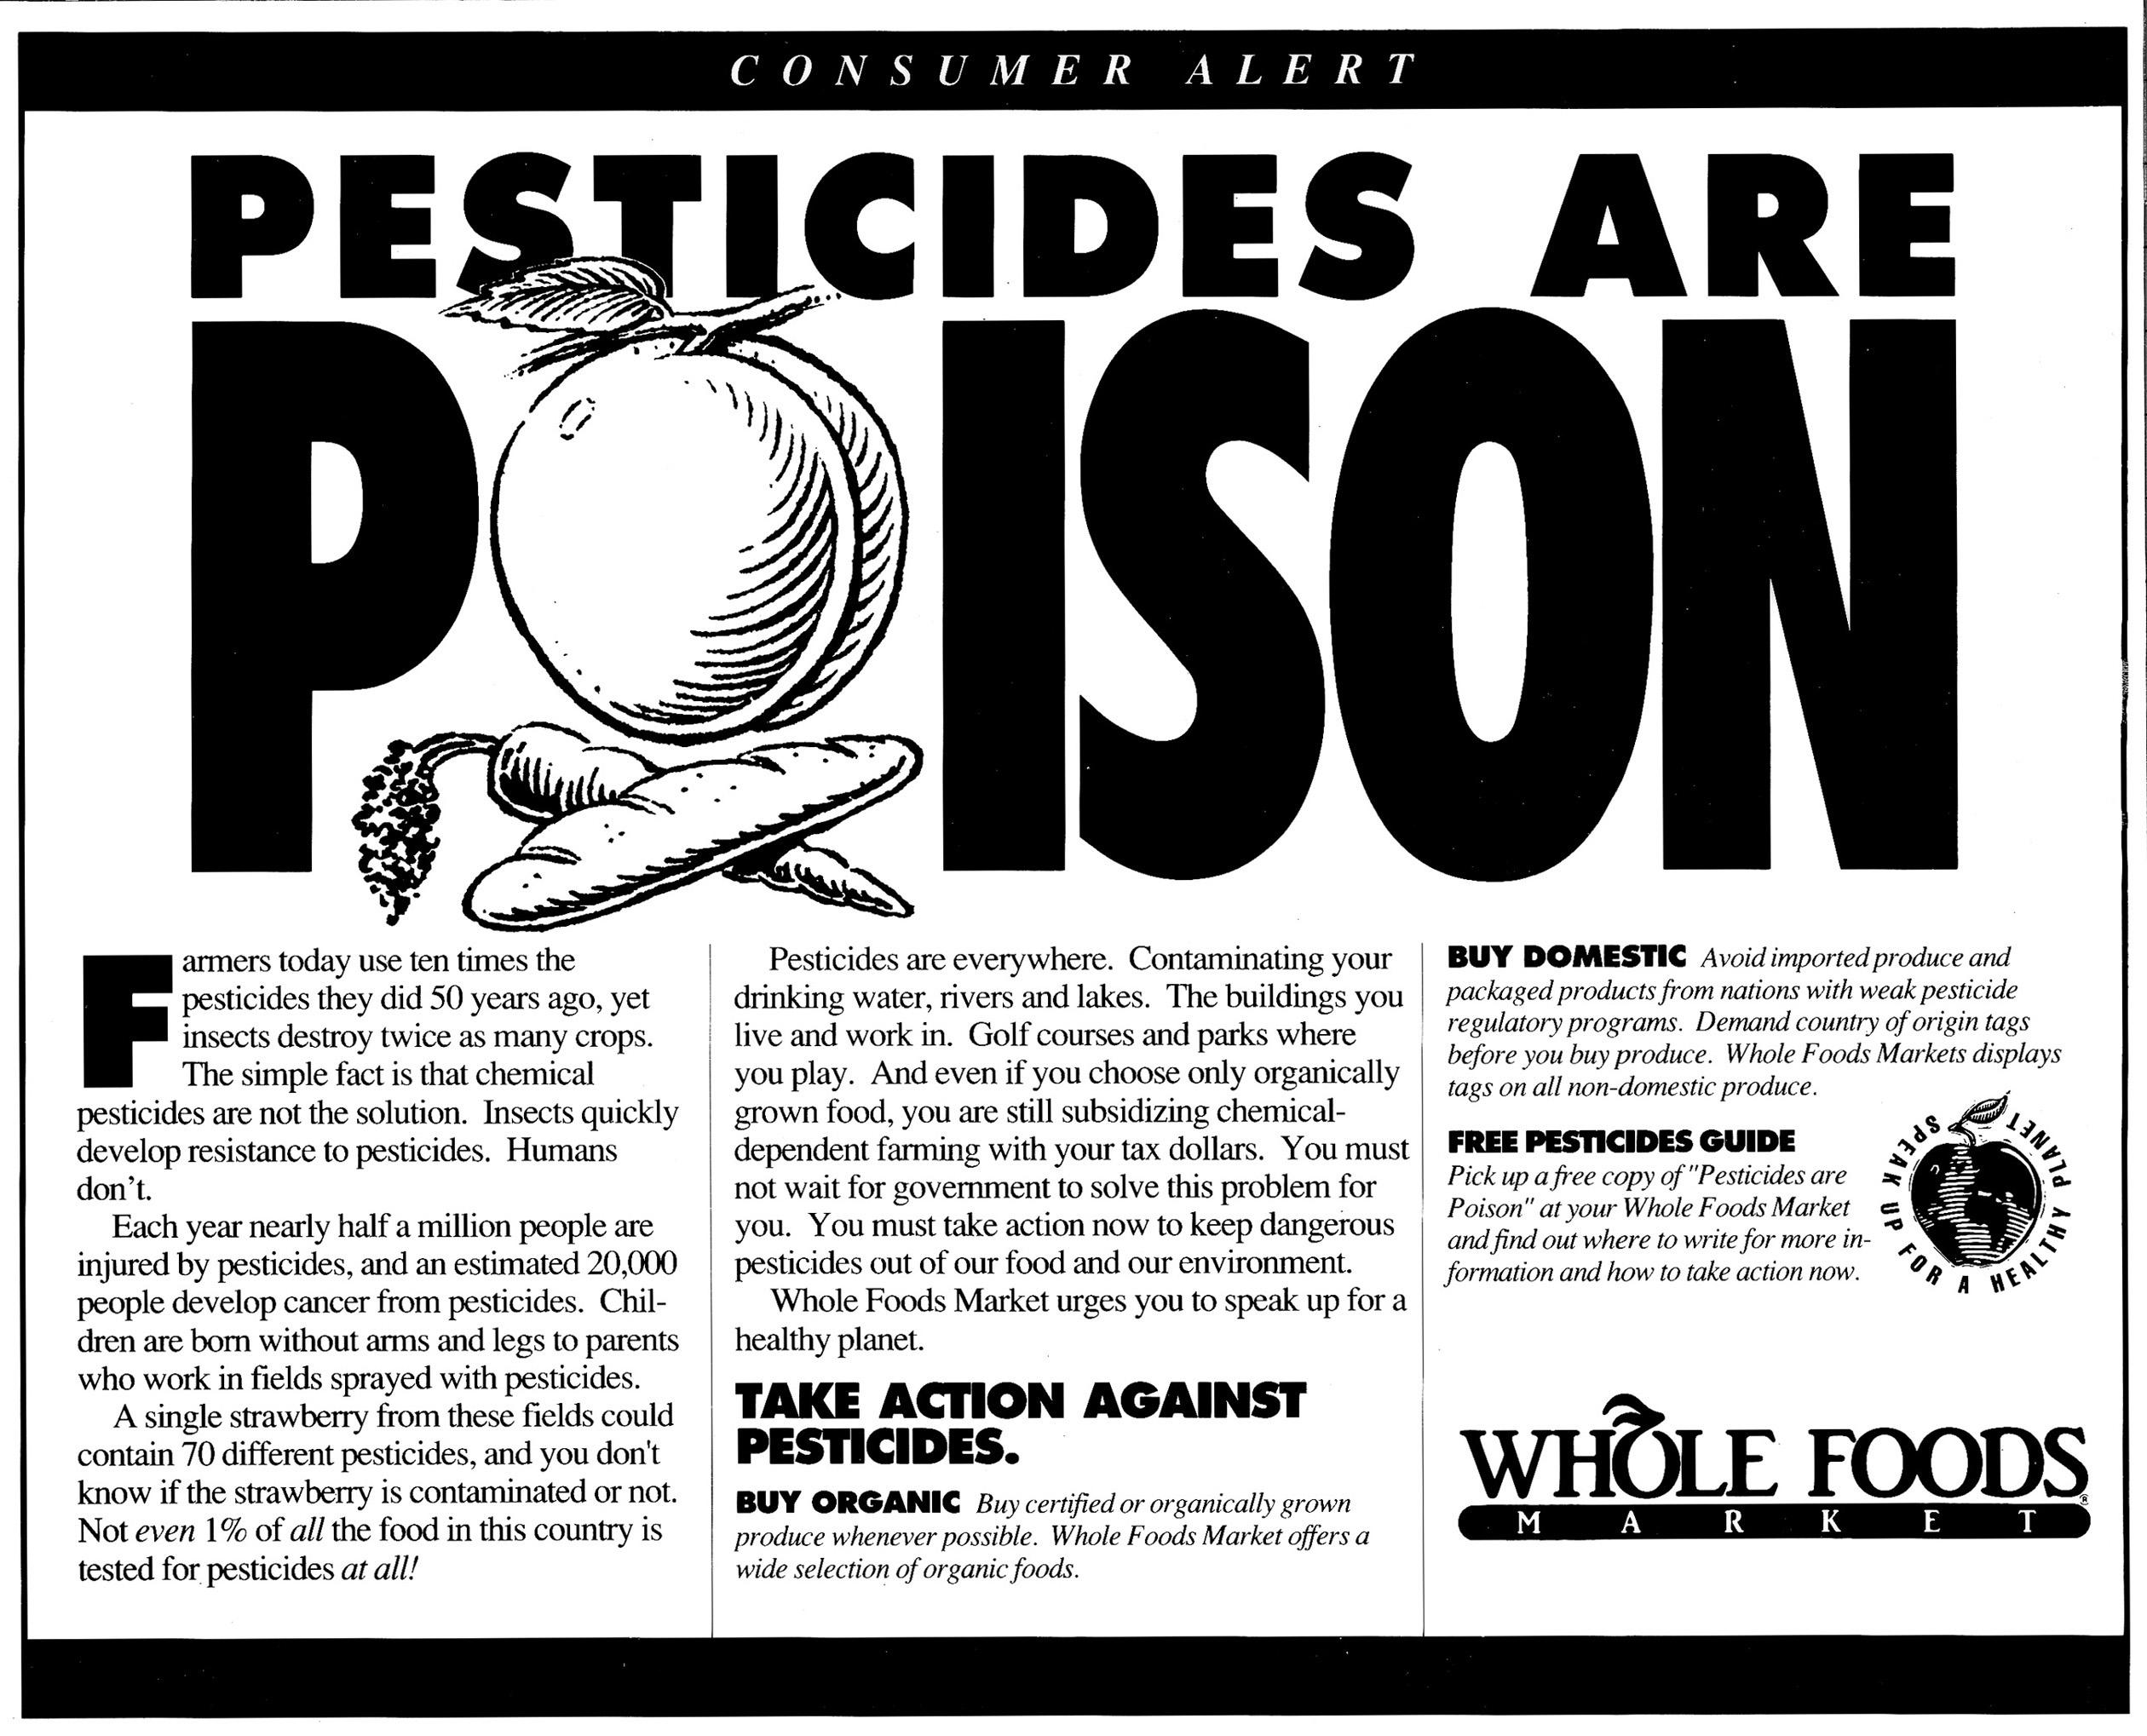 CONSUMER ALERT
PESTICIDES ARE
POISON
Farmers today use ten times the
pesticides they did 50 years ago, yet
insects destroy twice as many crops.
The simple fact is that chemical
pesticides are not the solution. Insects quickly
develop resistance to pesticides. Humans
don't.
Each year nearly half a million people are
injured by pesticides, and an estimated 20,000
people develop cancer from pesticides. Chil-
dren are born without arms and legs to parents
who work in fields sprayed with pesticides.
A single strawberry from these fields could
contain 70 different pesticides, and you don't
know if the strawberry is contaminated or not.
Not even 1% of all the food in this country is
tested for pesticides at all!
Pesticides are everywhere. Contaminating your
drinking water, rivers and lakes. The buildings you
live and work in. Golf courses and parks where
you play. And even if you choose only organically
grown food, you are still subsidizing chemical-
dependent farming with your tax dollars. You must
not wait for government to solve this problem for
you. You must take action now to keep dangerous
pesticides out of our food and our environment.
Whole Foods Market urges you to speak up for a
healthy planet.
TAKE ACTION AGAINST
PESTICIDES.
BUY ORGANIC Buy certified or organically grown
produce whenever possible. Whole Foods Market offers a
wide selection of organic foods.
BUY DOMESTIC Avoid imported produce and
packaged products from nations with weak pesticide
regulatory programs. Demand country of origin tags
before you buy produce. Whole Foods Markets displays
tags on all non-domestic produce.
FREE PESTICIDES GUIDE
Pick up a free copy of "Pesticides are
Poison" at your Whole Foods Market
and find out where to write for more in-
formation and how to take action now.
SPEAK UP FOR A HEALTHY PLANET
WHOLE FOODS®
MARKET